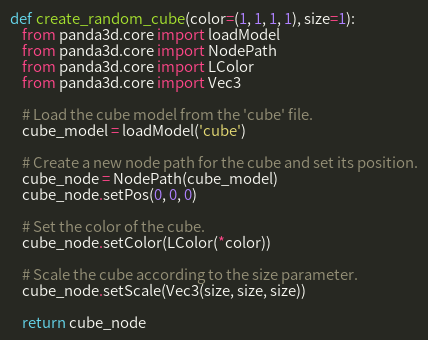 def create_random_cube(color=(1, 1, 1, 1), size=1):
    from panda3d.core import loadModel
    from panda3d.core import NodePath
    from panda3d.core import LColor
    from panda3d.core import Vec3

    # Load the cube model from the 'cube' file.
    cube_model = loadModel('cube')

    # Create a new node path for the cube and set its position.
    cube_node = NodePath(cube_model)
    cube_node.setPos(0, 0, 0)

    # Set the color of the cube.
    cube_node.setColor(LColor(*color))

    # Scale the cube according to the size parameter.
    cube_node.setScale(Vec3(size, size, size))

    return cube_node